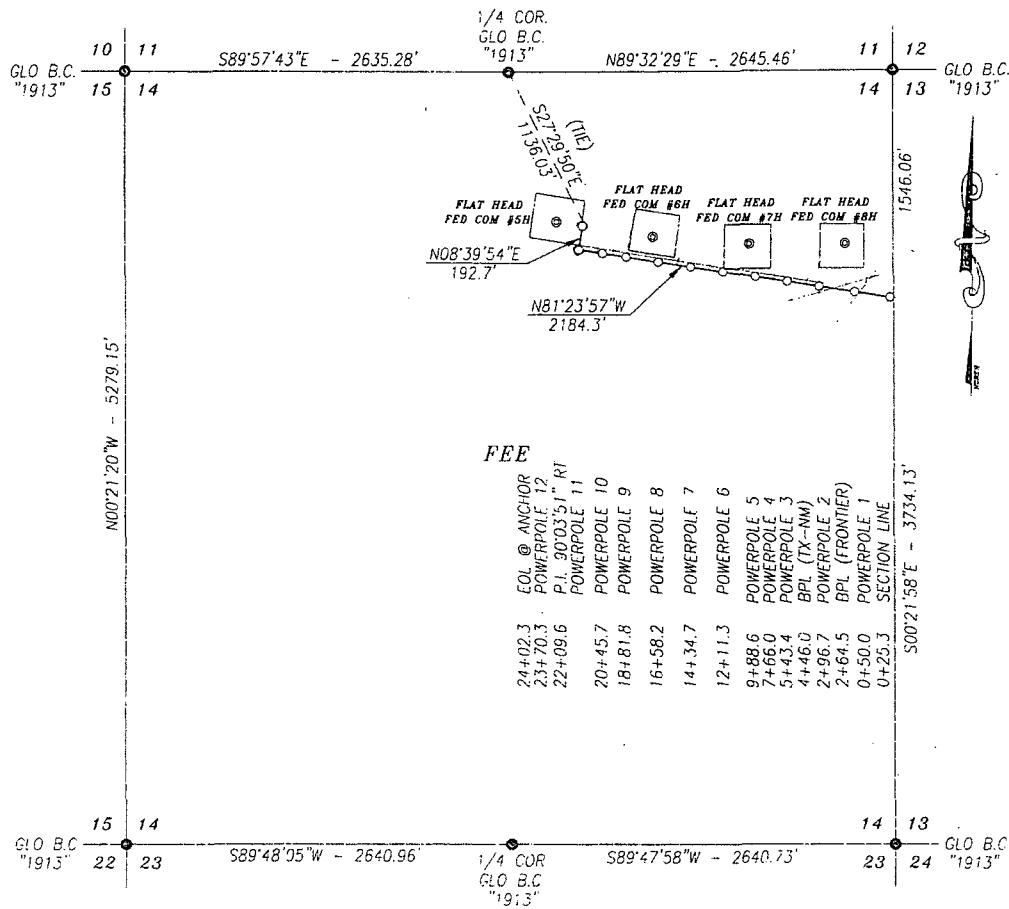 1/4 COR.
GLO B.C.
"1913"
10 11
GLO B.C.
"1913"
15 14
S89°57'43"E - 2635.28'
N89°32'29"E - 2645.46'
11 12
GLO B.C.
"1913"
14 13
(TIE)
S27°29'50"E
1136.03'
1546.06'
FLAT HEAD
FED COM #5H
FLAT HEAD
FED COM #6H
FLAT HEAD
FED COM #7H
FLAT HEAD
FED COM #8H
N08°39'54"E
192.7'
N81°23'57"W
2184.3'
N00°21'20"W - 5279.15'
FEE
24+02.3 EOL @ ANCHOR
23+70.3 POWERPOLE 12
22+09.6 P.I. 90°03'51" RT
POWERPOLE 11
20+45.7 POWERPOLE 10
18+81.8 POWERPOLE 9
16+58.2 POWERPOLE 8
14+34.7 POWERPOLE 7
12+11.3 POWERPOLE 6
9+88.6 POWERPOLE 5
7+66.0 POWERPOLE 4
5+43.4 POWERPOLE 3
4+46.0 BPL (TX-NM)
2+96.7 POWERPOLE 2
2+64.5 BPL (FRONTIER)
0+50.0 POWERPOLE 1
0+25.3 SECTION LINE
S00°21'58"E - 3734.13'
15 14
GLO B.C
"1913"
22 23
S89°48'05"W - 2640.96'
1/4 COR
GLO B.C
"1913"
S89°47'58"W - 2640.73'
14 13
GLO B.C
"1913"
23 24